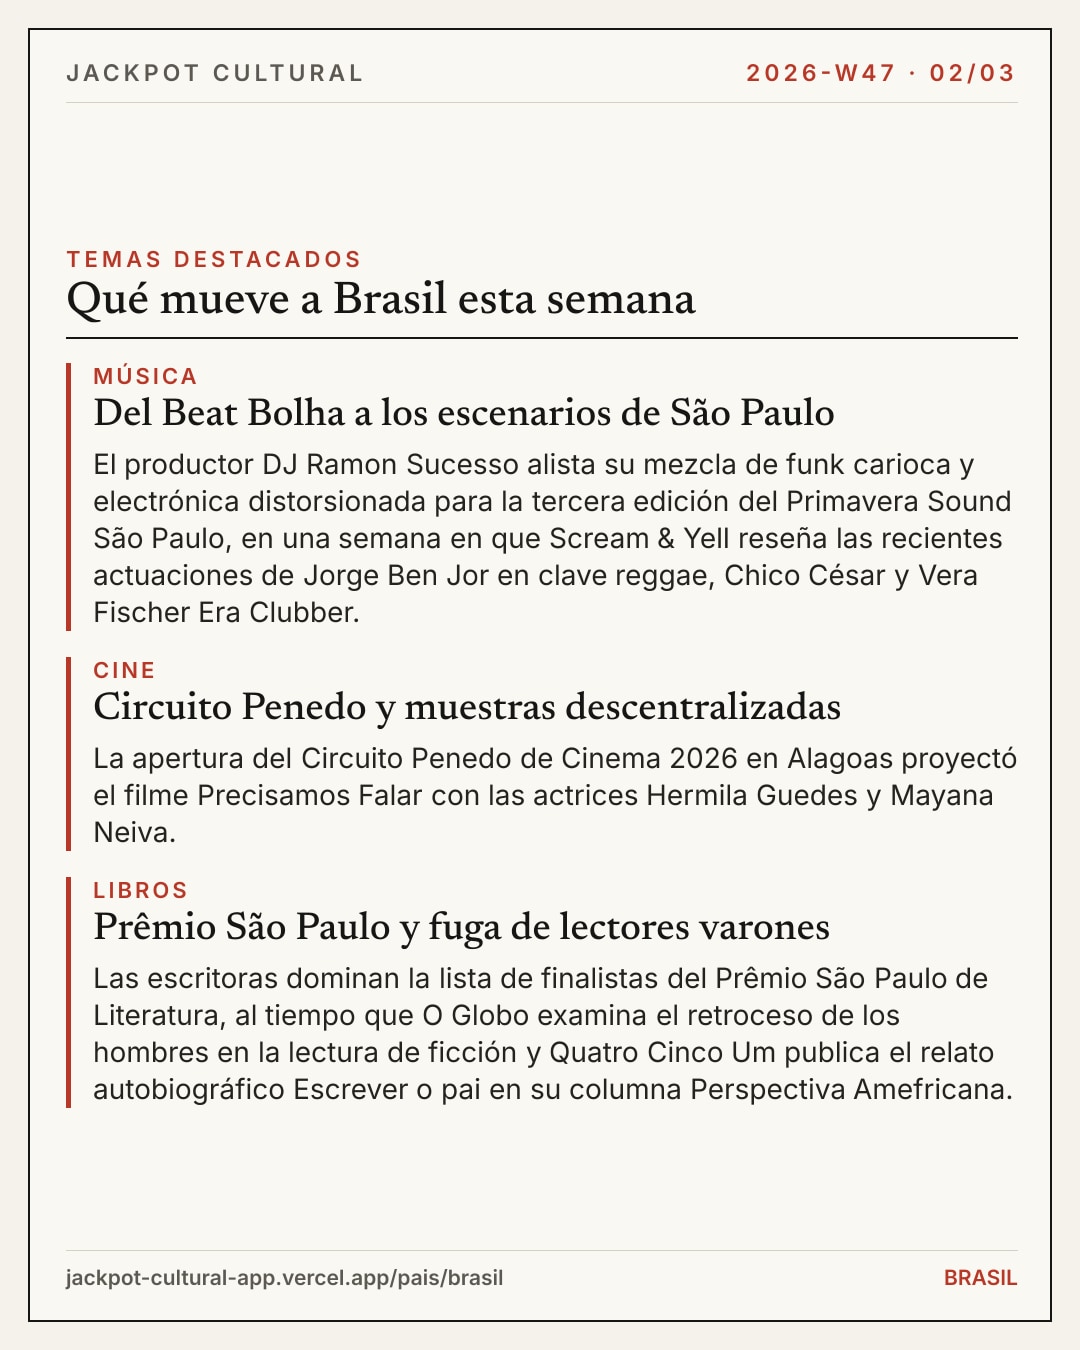 JACKPOT CULTURAL
2026-W47 · 02/03
TEMAS DESTACADOS
Qué mueve a Brasil esta semana
MÚSICA
Del Beat Bolha a los escenarios de São Paulo
El productor DJ Ramon Sucesso alista su mezcla de funk carioca y
electrónica distorsionada para la tercera edición del Primavera Sound
São Paulo, en una semana en que Scream & Yell reseña las recientes
actuaciones de Jorge Ben Jor en clave reggae, Chico César y Vera
Fischer Era Clubber.
CINE
Circuito Penedo y muestras descentralizadas
La apertura del Circuito Penedo de Cinema 2026 en Alagoas proyectó
el filme Precisamos Falar con las actrices Hermila Guedes y Mayana
Neiva.
LIBROS
Prêmio São Paulo y fuga de lectores varones
Las escritoras dominan la lista de finalistas del Prêmio São Paulo de
Literatura, al tiempo que O Globo examina el retroceso de los
hombres en la lectura de ficción y Quatro Cinco Um publica el relato
autobiográfico Escrever o pai en su columna Perspectiva Amefricana.
jackpot-cultural-app.vercel.app/pais/brasil
BRASIL